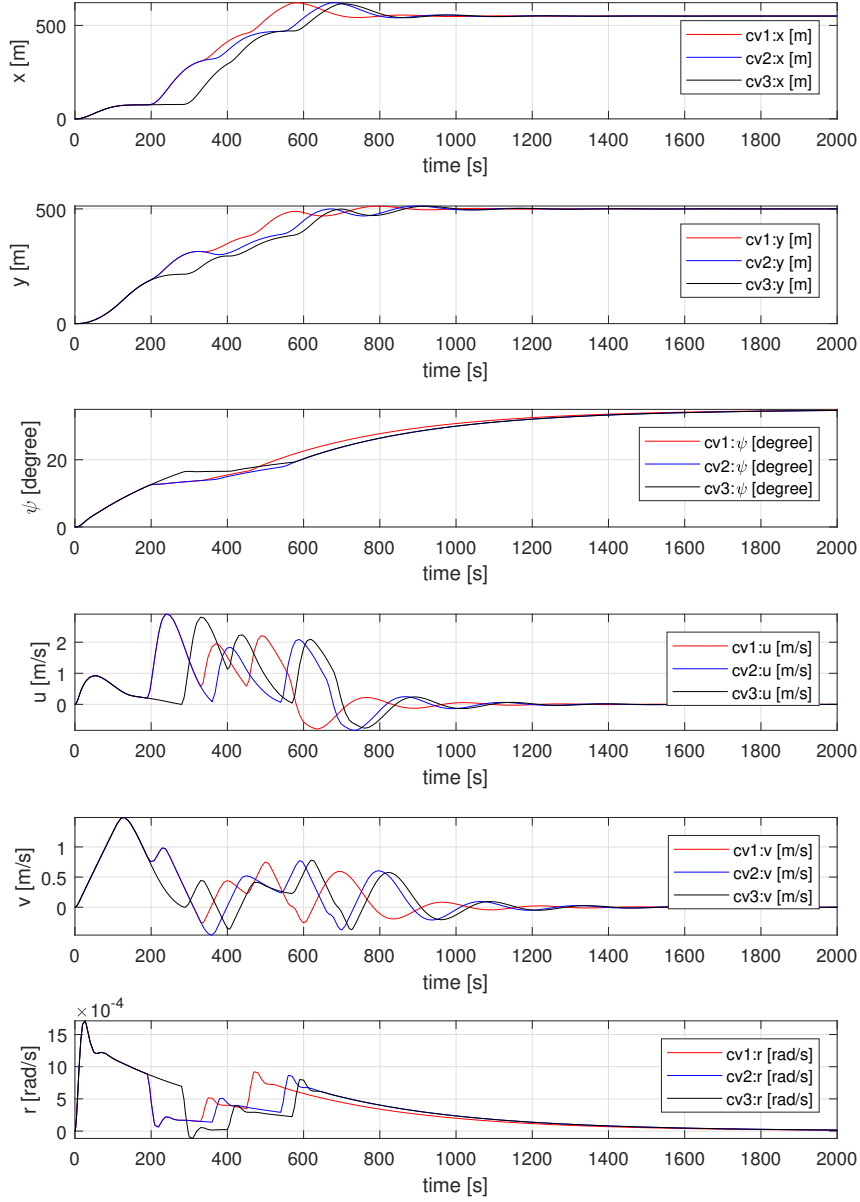 500
0
x [m]
cv1:x [m]
cv2:x [m]
cv3:x [m]
0 200 400 600 800 1000 1200 1400 1600 1800 2000
time [s]
500
0
y [m]
cv1:y [m]
cv2:y [m]
cv3:y [m]
0 200 400 600 800 1000 1200 1400 1600 1800 2000
time [s]
20
0
ψ [degree]
cv1:ψ [degree]
cv2:ψ [degree]
cv3:ψ [degree]
0 200 400 600 800 1000 1200 1400 1600 1800 2000
time [s]
2
1
0
u [m/s]
cv1:u [m/s]
cv2:u [m/s]
cv3:u [m/s]
0 200 400 600 800 1000 1200 1400 1600 1800 2000
time [s]
1
0.5
0
v [m/s]
cv1:v [m/s]
cv2:v [m/s]
cv3:v [m/s]
0 200 400 600 800 1000 1200 1400 1600 1800 2000
time [s]
× 10⁻⁴
15
10
5
0
r [rad/s]
cv1:r [rad/s]
cv2:r [rad/s]
cv3:r [rad/s]
0 200 400 600 800 1000 1200 1400 1600 1800 2000
time [s]